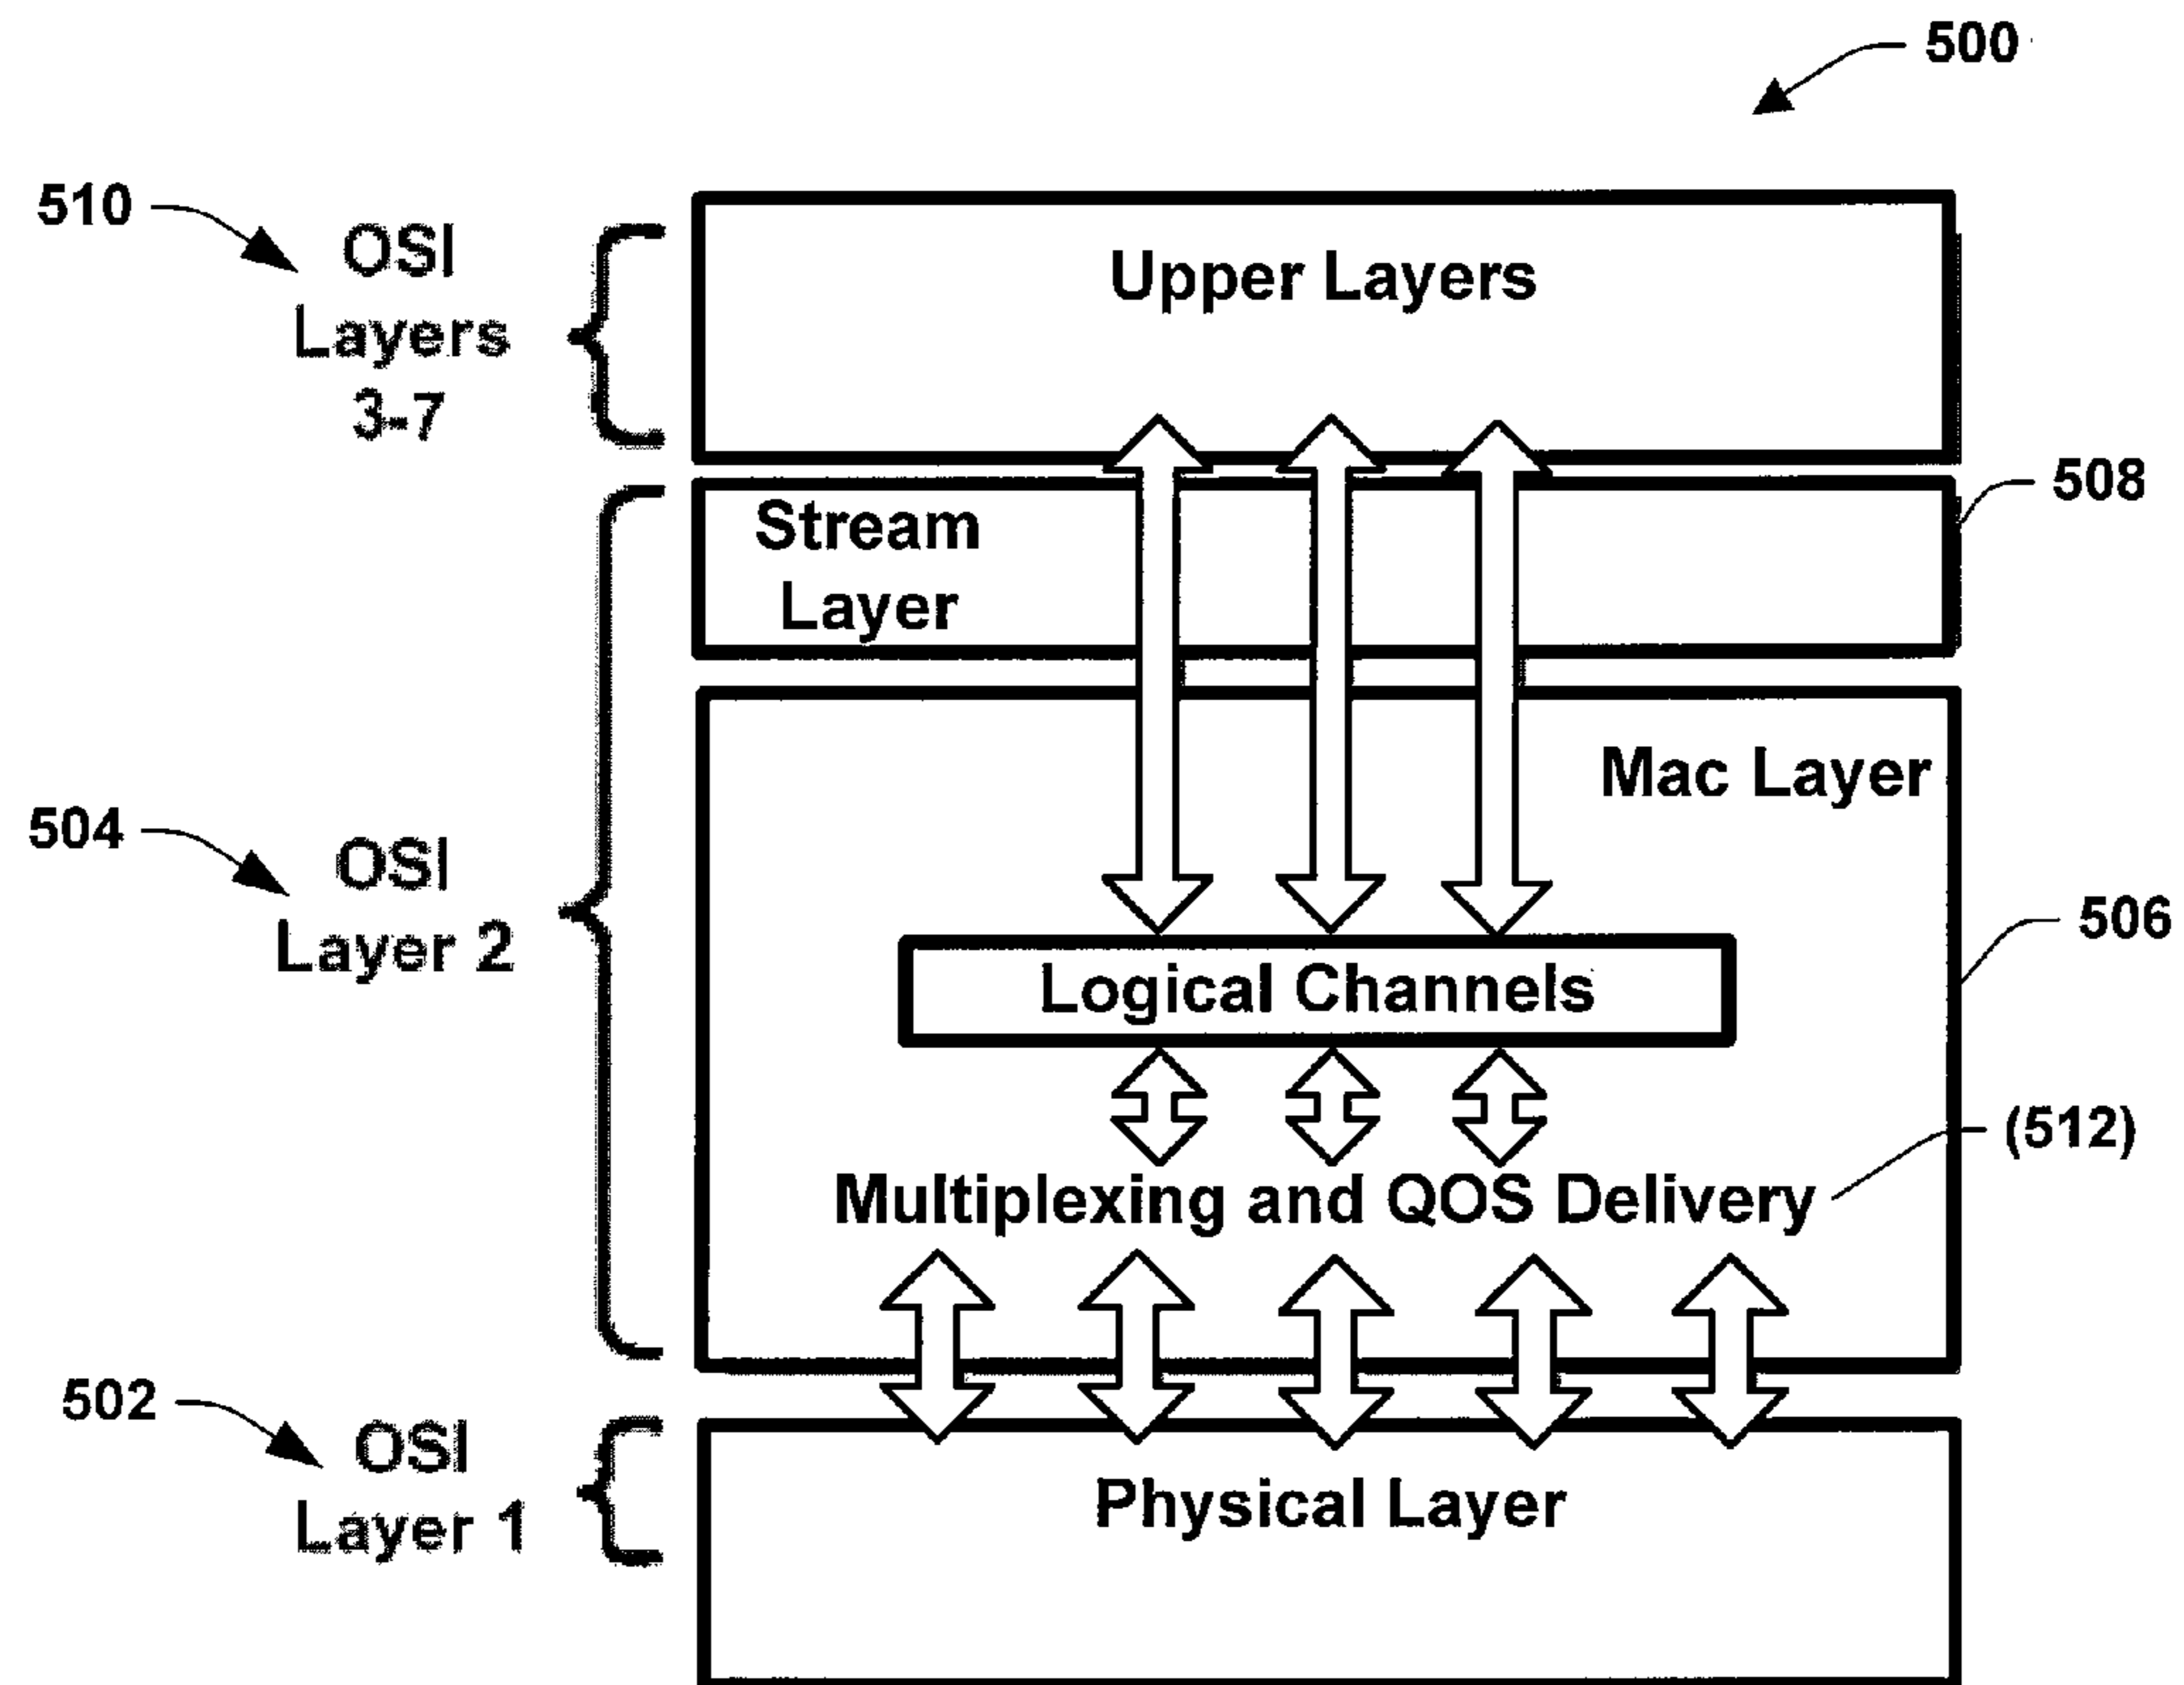 500
510
OSI
Layers
3-7
Upper Layers
508
Stream
Layer
Mac Layer
504
OSI
Layer 2
506
Logical Channels
(512)
Multiplexing and QOS Delivery
502
OSI
Layer 1
Physical Layer